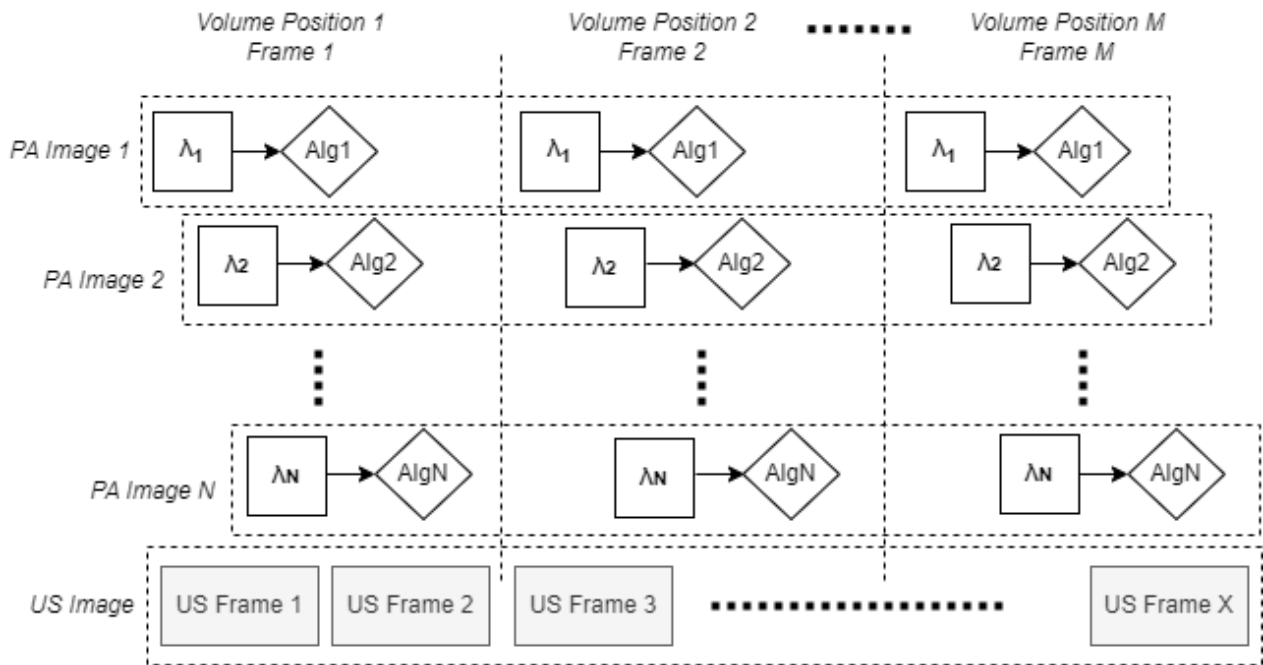 Volume Position 1
Frame 1
Volume Position 2
Frame 2
Volume Position M
Frame M
PA Image 1
λ1
Alg1
λ1
Alg1
λ1
Alg1
PA Image 2
λ2
Alg2
λ2
Alg2
λ2
Alg2
PA Image N
λN
AlgN
λN
AlgN
λN
AlgN
US Image
US Frame 1
US Frame 2
US Frame 3
US Frame X